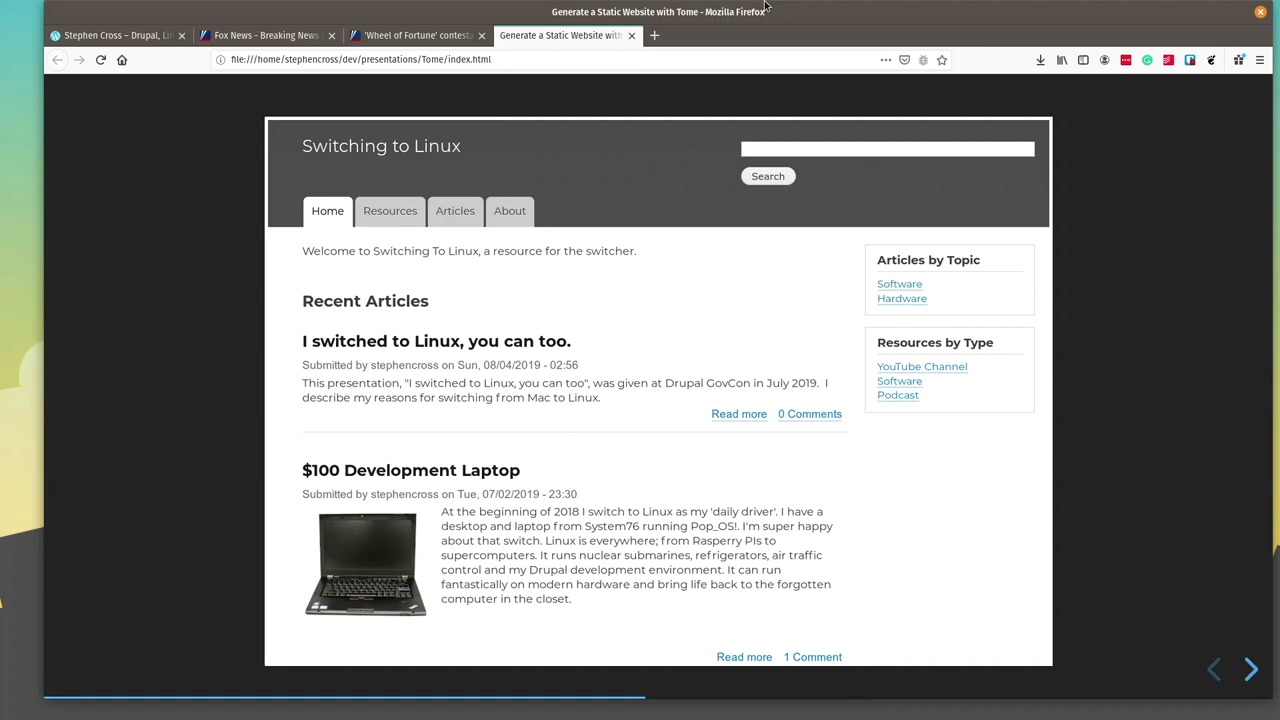 Generate a Static Website with Tome - Mozilla Firefox
Stephen Cross – Drupal, Lin
Fox News - Breaking News
'Wheel of Fortune' contesta
Generate a Static Website with
file:///home/stephencross/dev/presentations/Tome/index.html
Switching to Linux
Search
Home
Resources
Articles
About
Welcome to Switching To Linux, a resource for the switcher.
Recent Articles
I switched to Linux, you can too.
Submitted by stephencross on Sun, 08/04/2019 - 02:56
This presentation, "I switched to Linux, you can too", was given at Drupal GovCon in July 2019. I
describe my reasons for switching from Mac to Linux.
Read more
0 Comments
$100 Development Laptop
Submitted by stephencross on Tue, 07/02/2019 - 23:30
At the beginning of 2018 I switch to Linux as my 'daily driver'. I have a
desktop and laptop from System76 running Pop_OS!. I'm super happy
about that switch. Linux is everywhere; from Rasperry PIs to
supercomputers. It runs nuclear submarines, refrigerators, air traffic
control and my Drupal development environment. It can run
fantastically on modern hardware and bring life back to the forgotten
computer in the closet.
Read more
1 Comment
Articles by Topic
Software
Hardware
Resources by Type
YouTube Channel
Software
Podcast